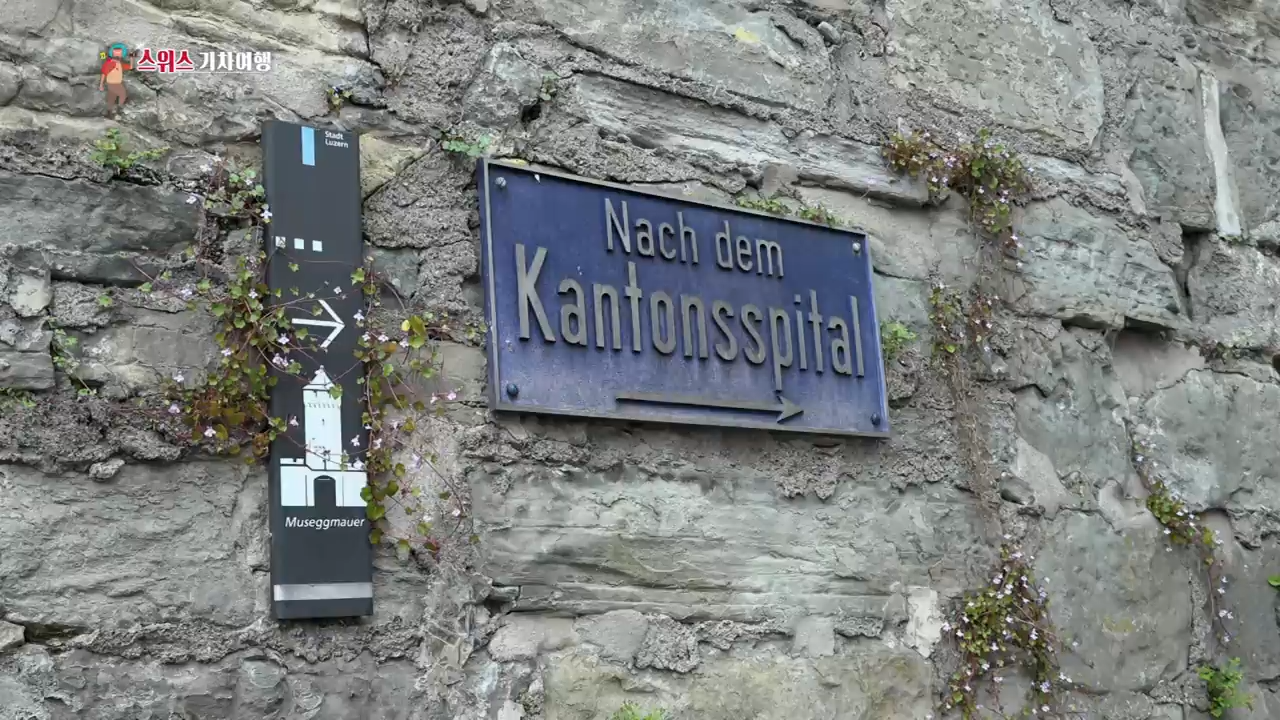 스위스 기차여행
Stadt
Luzern
Museggmauer
Nach dem
Kantonsspital